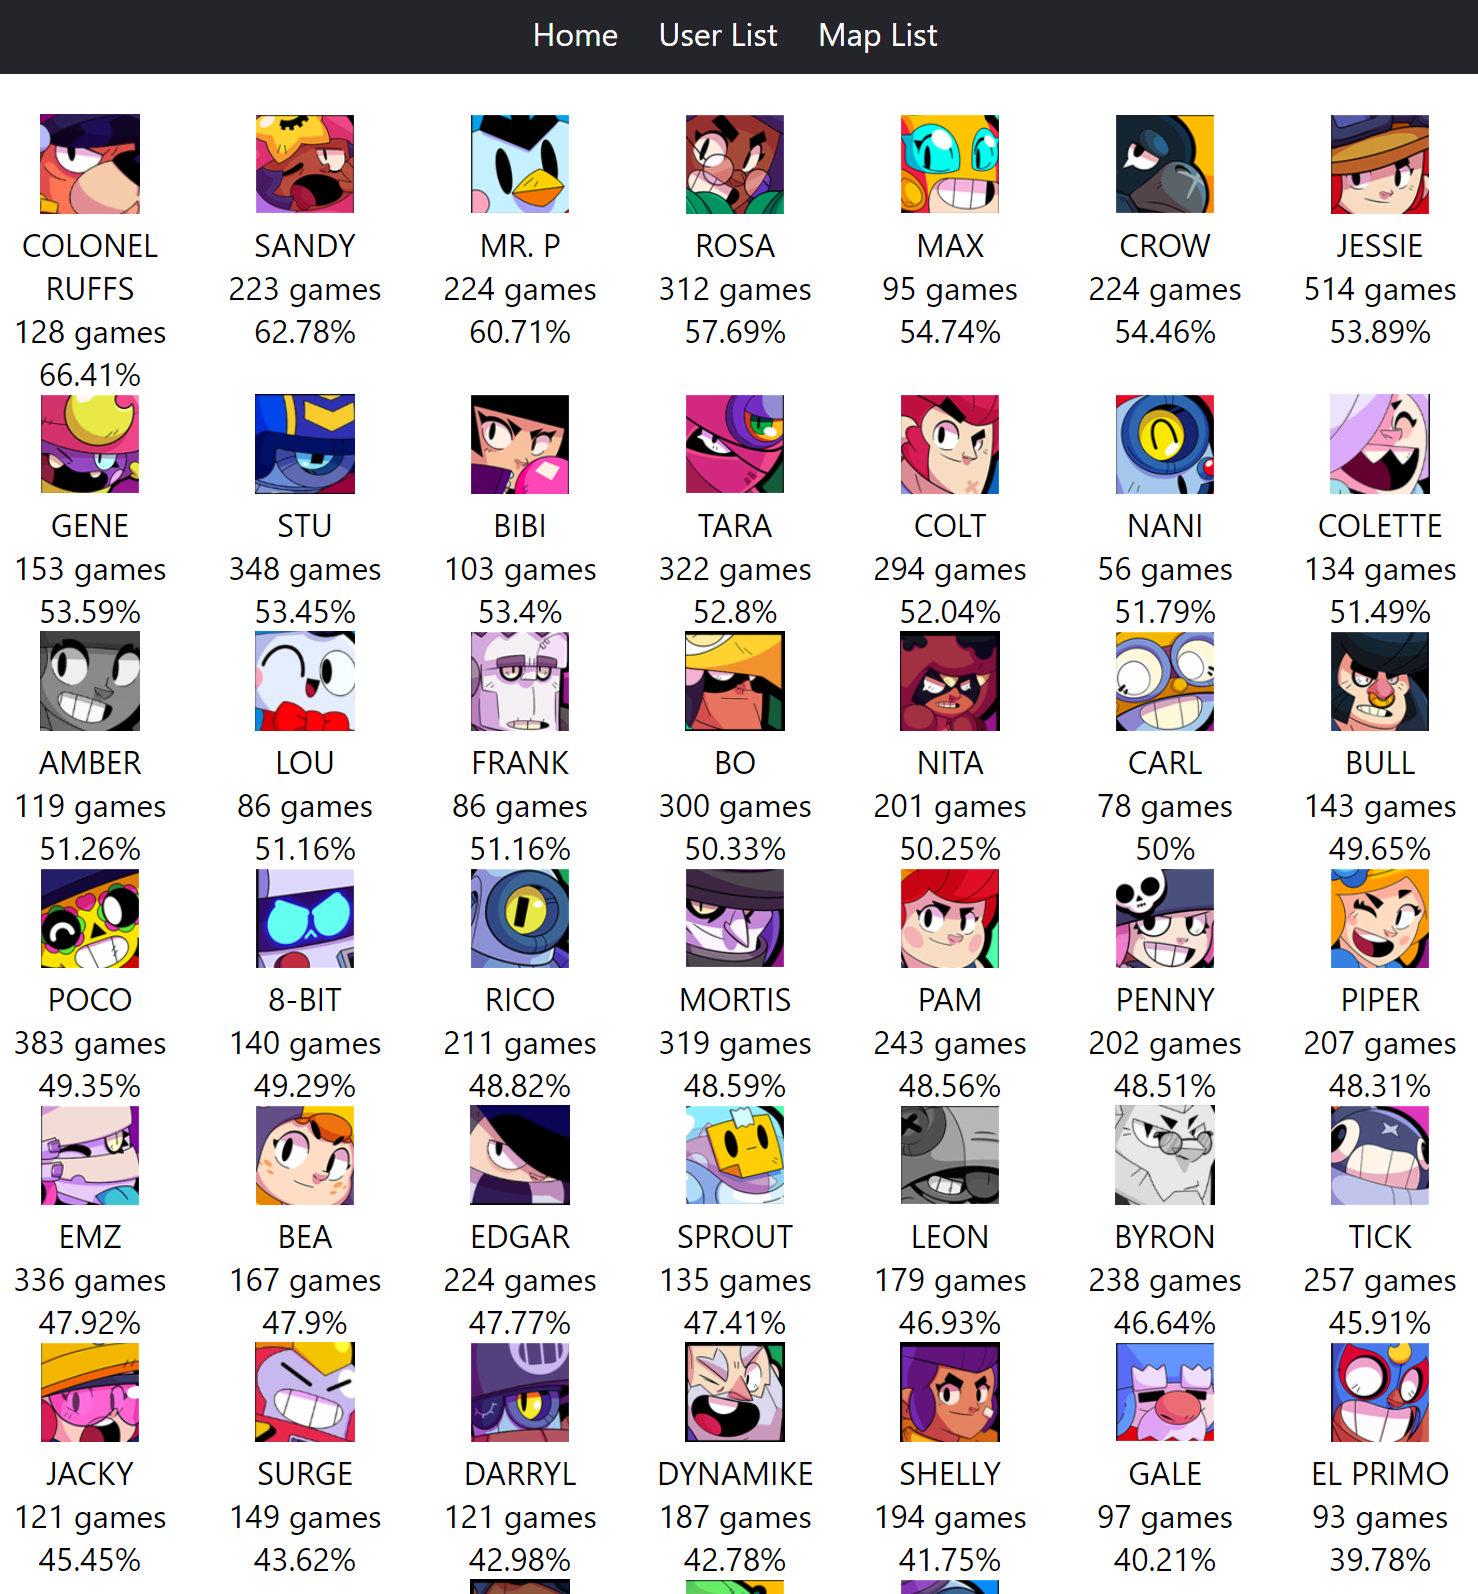 Home User List Map List
COLONEL RUFFS
128 games
66.41%
SANDY
223 games
62.78%
MR. P
224 games
60.71%
ROSA
312 games
57.69%
MAX
95 games
54.74%
CROW
224 games
54.46%
JESSIE
514 games
53.89%
GENE
153 games
53.59%
STU
348 games
53.45%
BIBI
103 games
53.4%
TARA
322 games
52.8%
COLT
294 games
52.04%
NANI
56 games
51.79%
COLETTE
134 games
51.49%
AMBER
119 games
51.26%
LOU
86 games
51.16%
FRANK
86 games
51.16%
BO
300 games
50.33%
NITA
201 games
50.25%
CARL
78 games
50%
BULL
143 games
49.65%
POCO
383 games
49.35%
8-BIT
140 games
49.29%
RICO
211 games
48.82%
MORTIS
319 games
48.59%
PAM
243 games
48.56%
PENNY
202 games
48.51%
PIPER
207 games
48.31%
EMZ
336 games
47.92%
BEA
167 games
47.9%
EDGAR
224 games
47.77%
SPROUT
135 games
47.41%
LEON
179 games
46.93%
BYRON
238 games
46.64%
TICK
257 games
45.91%
JACKY
121 games
45.45%
SURGE
149 games
43.62%
DARRYL
121 games
42.98%
DYNAMIKE
187 games
42.78%
SHELLY
194 games
41.75%
GALE
97 games
40.21%
EL PRIMO
93 games
39.78%